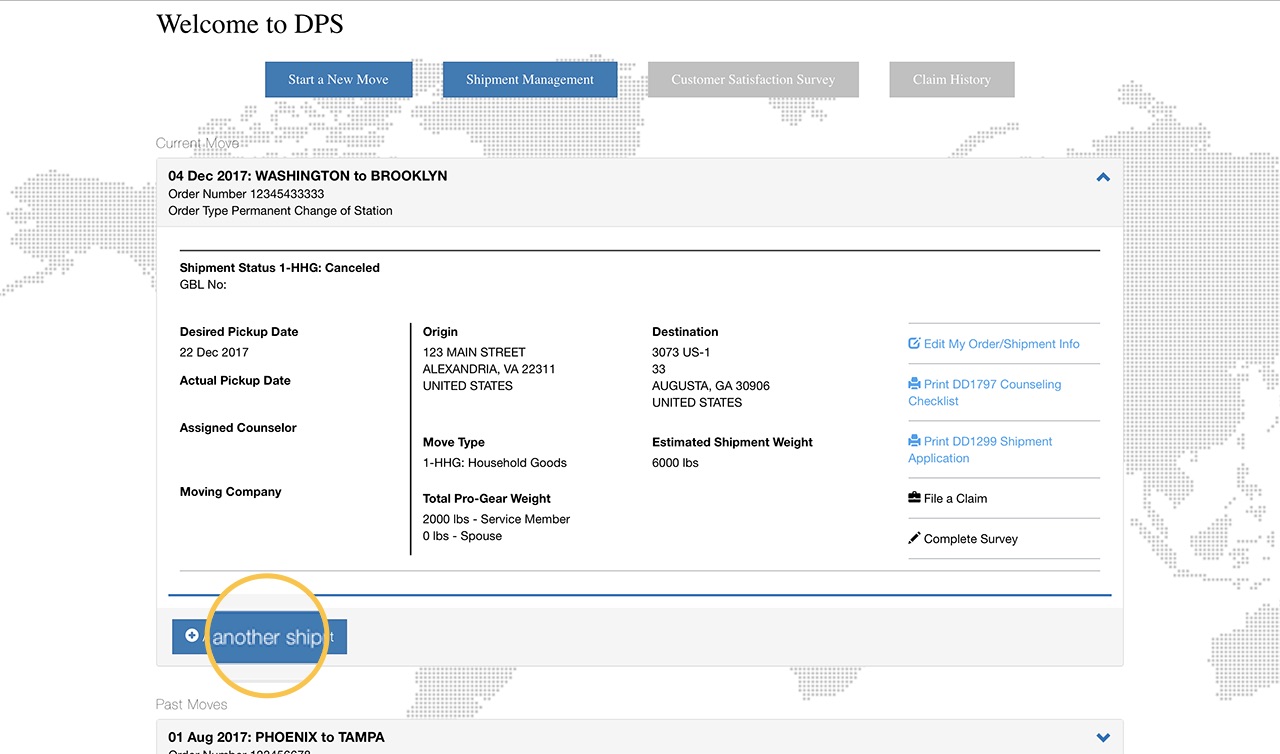 Welcome to DPS
Start a New Move
Shipment Management
Customer Satisfaction Survey
Claim History
Current Move
04 Dec 2017: WASHINGTON to BROOKLYN
Order Number 12345433333
Order Type Permanent Change of Station
Shipment Status 1-HHG: Canceled
GBL No:
Desired Pickup Date
22 Dec 2017
Actual Pickup Date
Assigned Counselor
Moving Company
Origin
123 MAIN STREET
ALEXANDRIA, VA 22311
UNITED STATES
Destination
3073 US-1
33
AUGUSTA, GA 30906
UNITED STATES
Move Type
1-HHG: Household Goods
Estimated Shipment Weight
6000 lbs
Total Pro-Gear Weight
2000 lbs - Service Member
0 lbs - Spouse
Edit My Order/Shipment Info
Print DD1797 Counseling
Checklist
Print DD1299 Shipment
Application
File a Claim
Complete Survey
another ship
Past Moves
01 Aug 2017: PHOENIX to TAMPA
Order Number 123456678